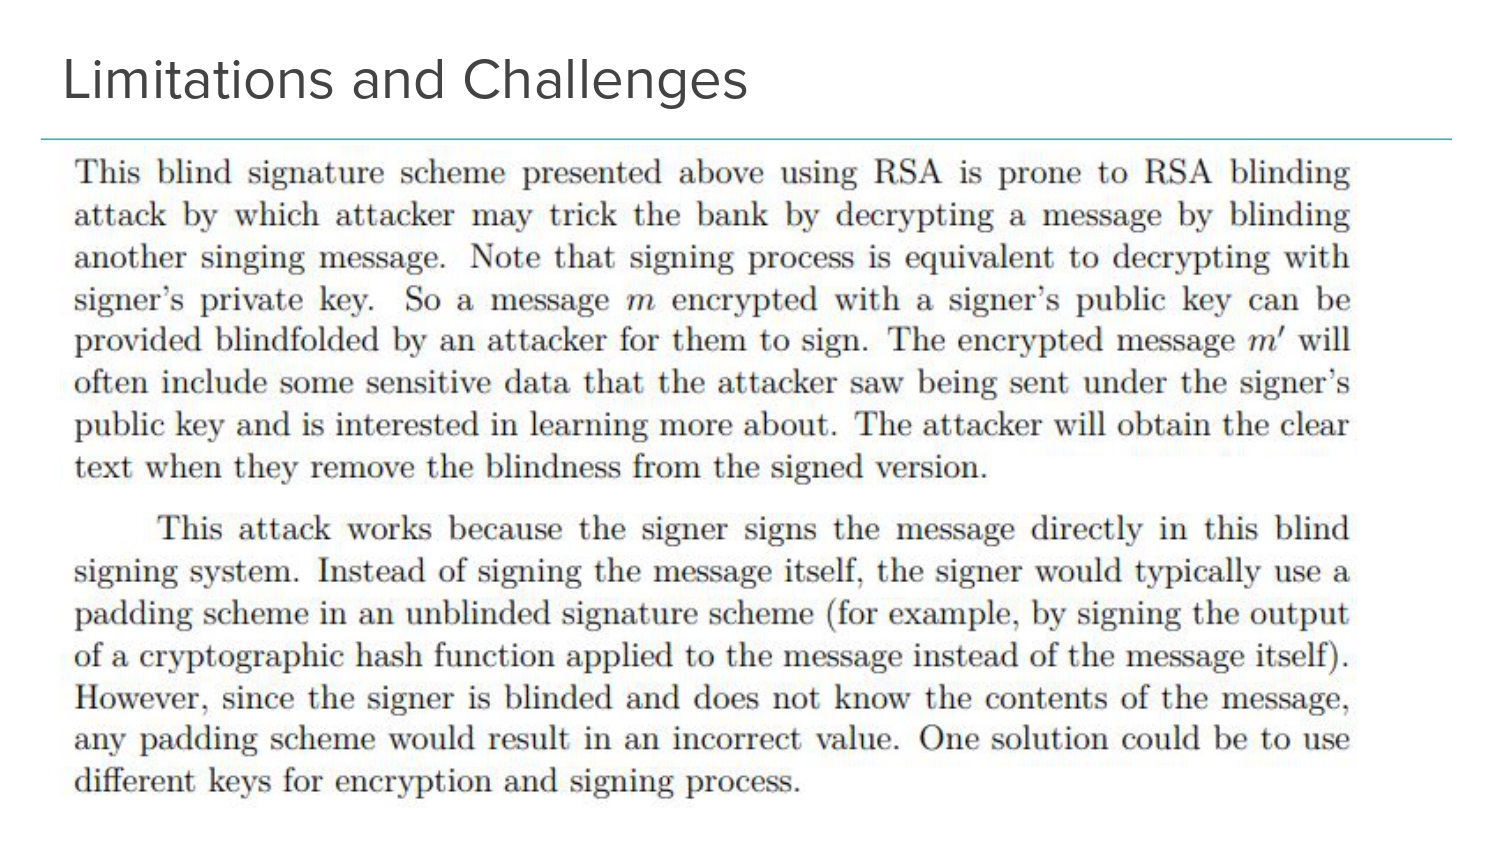 Limitations and Challenges
This blind signature scheme presented above using RSA is prone to RSA blinding
attack by which attacker may trick the bank by decrypting a message by blinding
another singing message. Note that signing process is equivalent to decrypting with
signer's private key. So a message m encrypted with a signer's public key can be
provided blindfolded by an attacker for them to sign. The encrypted message m′ will
often include some sensitive data that the attacker saw being sent under the signer's
public key and is interested in learning more about. The attacker will obtain the clear
text when they remove the blindness from the signed version.
This attack works because the signer signs the message directly in this blind
signing system. Instead of signing the message itself, the signer would typically use a
padding scheme in an unblinded signature scheme (for example, by signing the output
of a cryptographic hash function applied to the message instead of the message itself).
However, since the signer is blinded and does not know the contents of the message,
any padding scheme would result in an incorrect value. One solution could be to use
different keys for encryption and signing process.